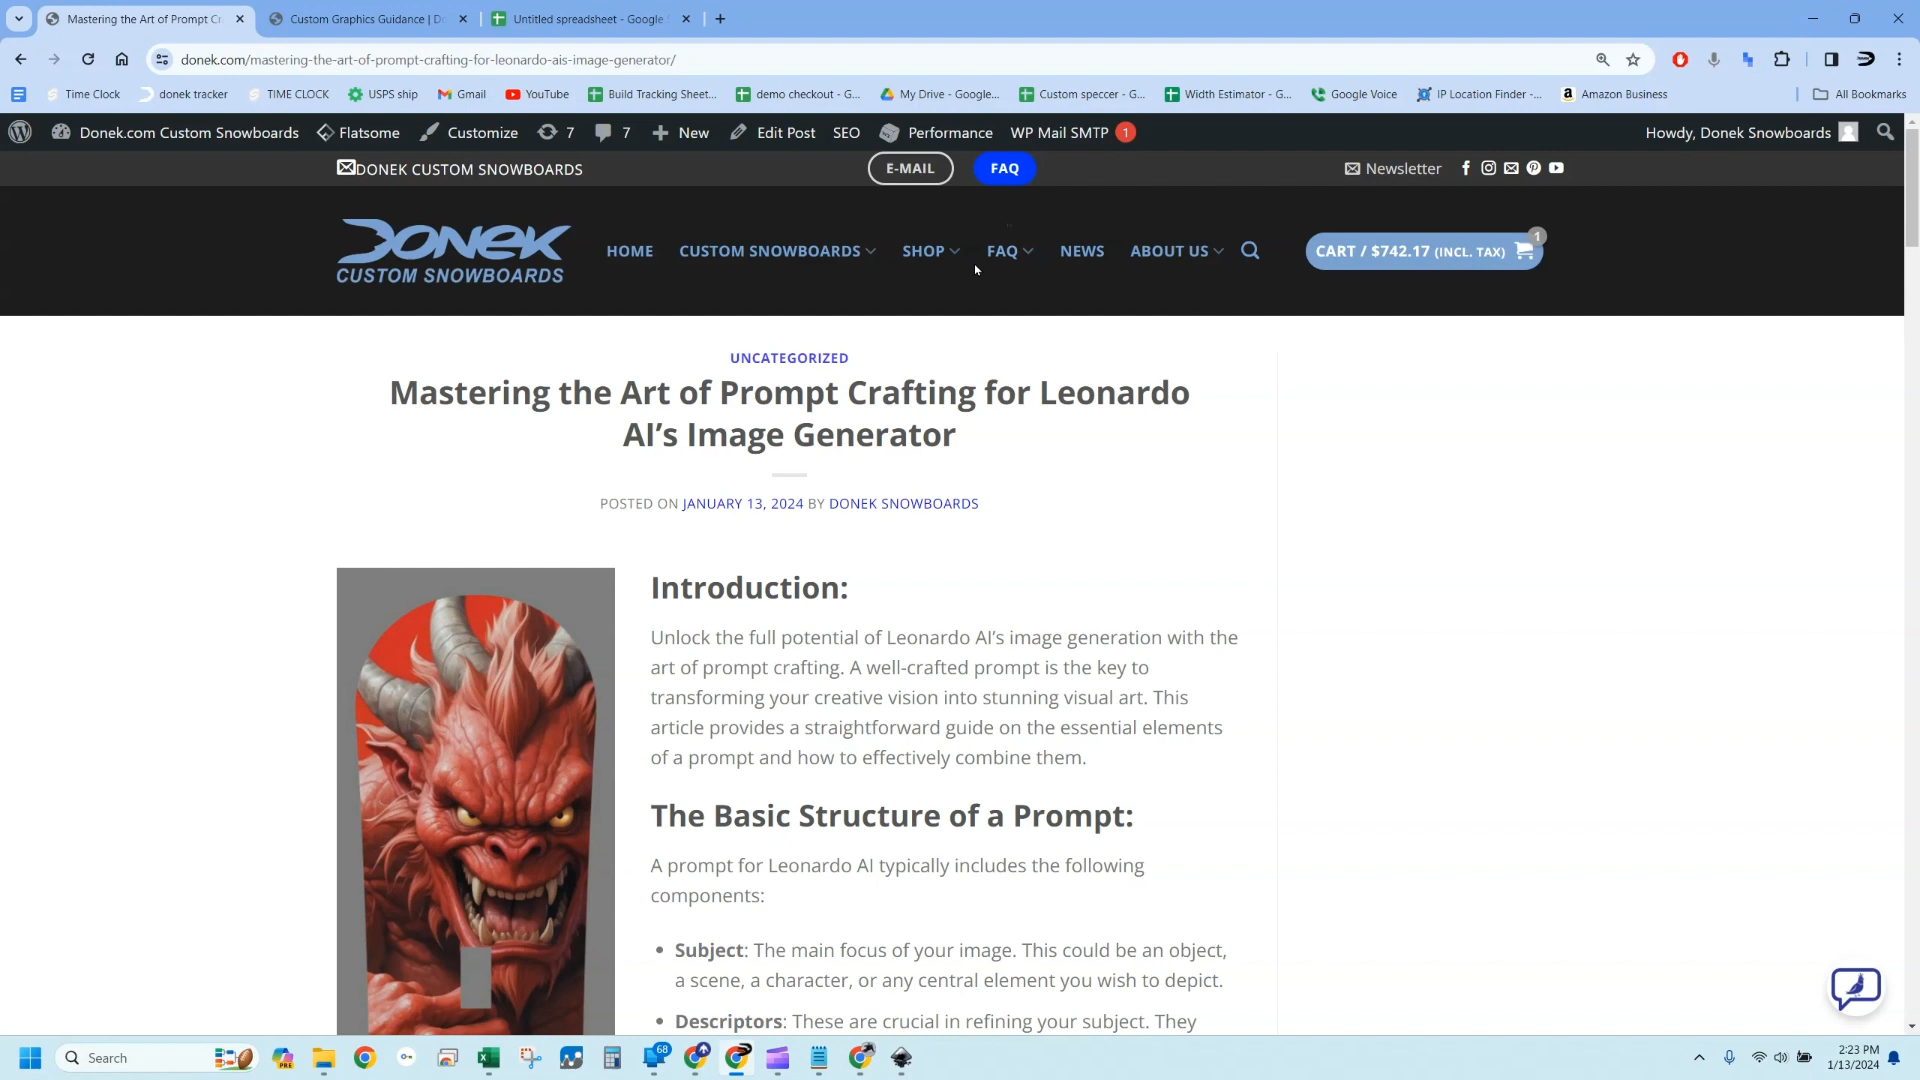 Mastering the Art of Prompt Cr
Custom Graphics Guidance | Do
Untitled spreadsheet - Google
donek.com/mastering-the-art-of-prompt-crafting-for-leonardo-ais-image-generator/
Time Clock
donek tracker
TIME CLOCK
USPS ship
Gmail
YouTube
Build Tracking Sheet...
demo checkout - G...
My Drive - Google...
Custom speccer - G...
Width Estimator - G...
Google Voice
IP Location Finder -...
Amazon Business
All Bookmarks
Donek.com Custom Snowboards
Flatsome
Customize
7
7
New
Edit Post
SEO
Performance
WP Mail SMTP 1
Howdy, Donek Snowboards
DONEK CUSTOM SNOWBOARDS
E-MAIL
FAQ
Newsletter
DONEK
CUSTOM SNOWBOARDS
HOME
CUSTOM SNOWBOARDS
SHOP
FAQ
NEWS
ABOUT US
CART / $742.17 (INCL. TAX)
1
UNCATEGORIZED
Mastering the Art of Prompt Crafting for Leonardo
AI’s Image Generator
POSTED ON JANUARY 13, 2024 BY DONEK SNOWBOARDS
Introduction:
Unlock the full potential of Leonardo AI’s image generation with the
art of prompt crafting. A well-crafted prompt is the key to
transforming your creative vision into stunning visual art. This
article provides a straightforward guide on the essential elements
of a prompt and how to effectively combine them.
The Basic Structure of a Prompt:
A prompt for Leonardo AI typically includes the following
components:
• Subject: The main focus of your image. This could be an object,
a scene, a character, or any central element you wish to depict.
• Descriptors: These are crucial in refining your subject. They
Search
PRE
68
2:23 PM
1/13/2024